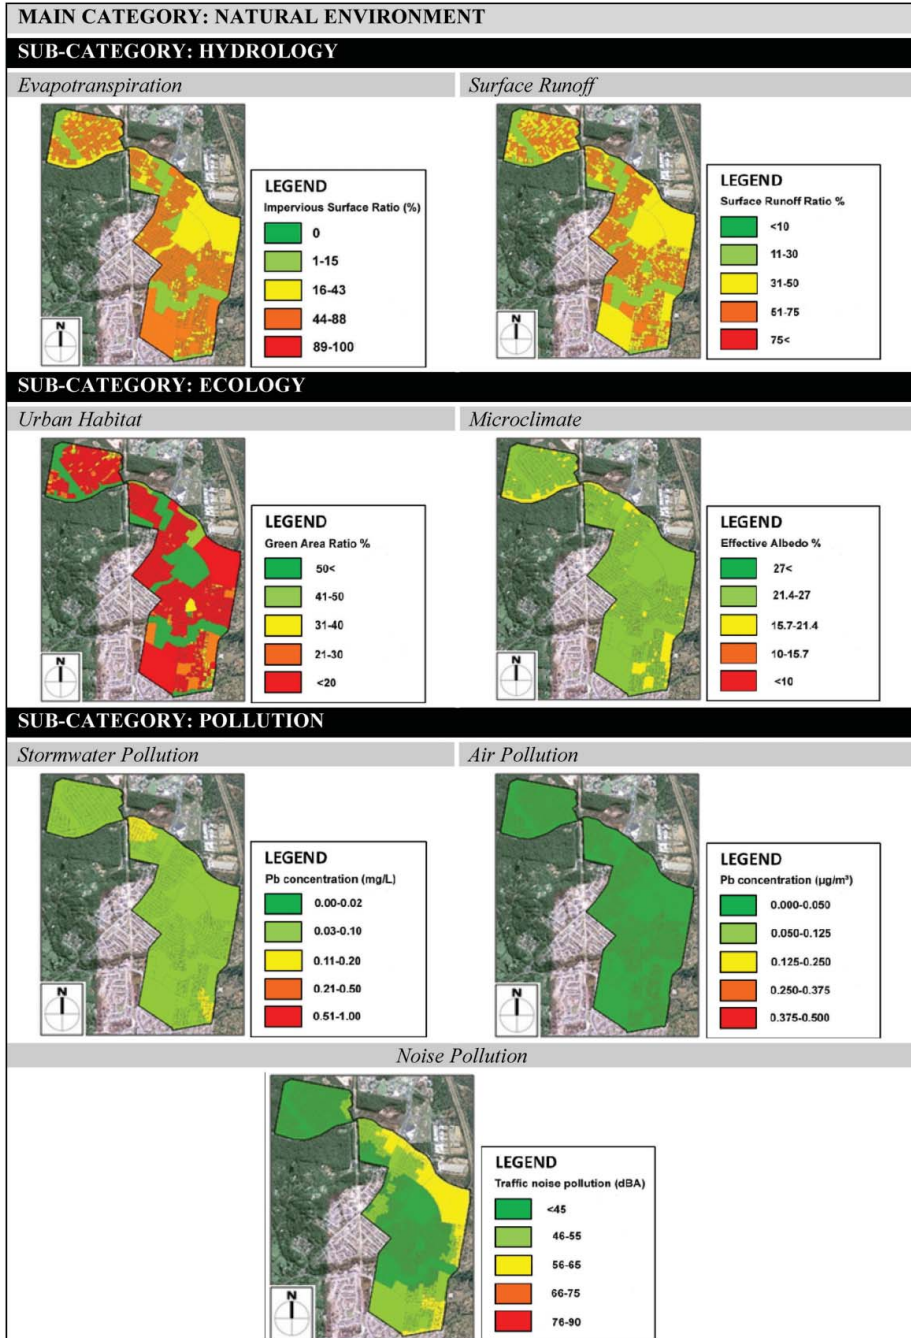 MAIN CATEGORY: NATURAL ENVIRONMENT
SUB-CATEGORY: HYDROLOGY
Evapotranspiration
LEGEND
Impervious Surface Ratio (%)
0
1-15
16-43
44-88
89-100
N
Surface Runoff
LEGEND
Surface Runoff Ratio %
<10
11-30
31-50
51-75
75<
N
SUB-CATEGORY: ECOLOGY
Urban Habitat
LEGEND
Green Area Ratio %
50<
41-50
31-40
21-30
<20
N
Microclimate
LEGEND
Effective Albedo %
27<
21.4-27
15.7-21.4
10-15.7
<10
N
SUB-CATEGORY: POLLUTION
Stormwater Pollution
LEGEND
Pb concentration (mg/L)
0.00-0.02
0.03-0.10
0.11-0.20
0.21-0.50
0.51-1.00
N
Air Pollution
LEGEND
Pb concentration (µg/m³)
0.000-0.050
0.050-0.125
0.125-0.250
0.250-0.375
0.375-0.500
N
Noise Pollution
LEGEND
Traffic noise pollution (dBA)
<45
46-55
56-65
66-75
76-90
N